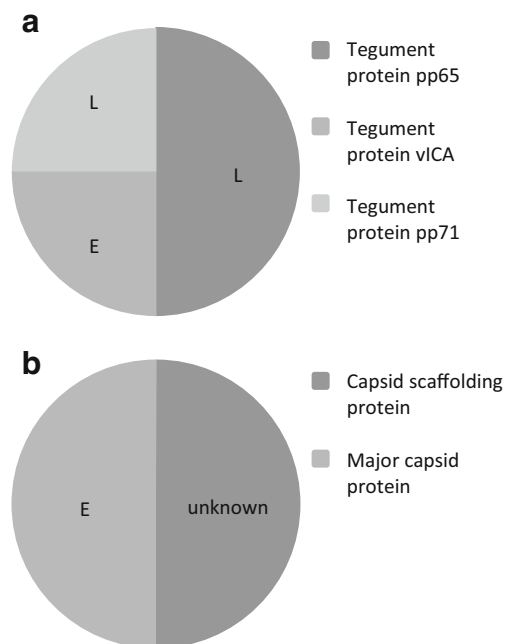 a
L
L
E
Tegument
protein pp65
Tegument
protein vICA
Tegument
protein pp71
b
E
unknown
Capsid scaffolding
protein
Major capsid
protein